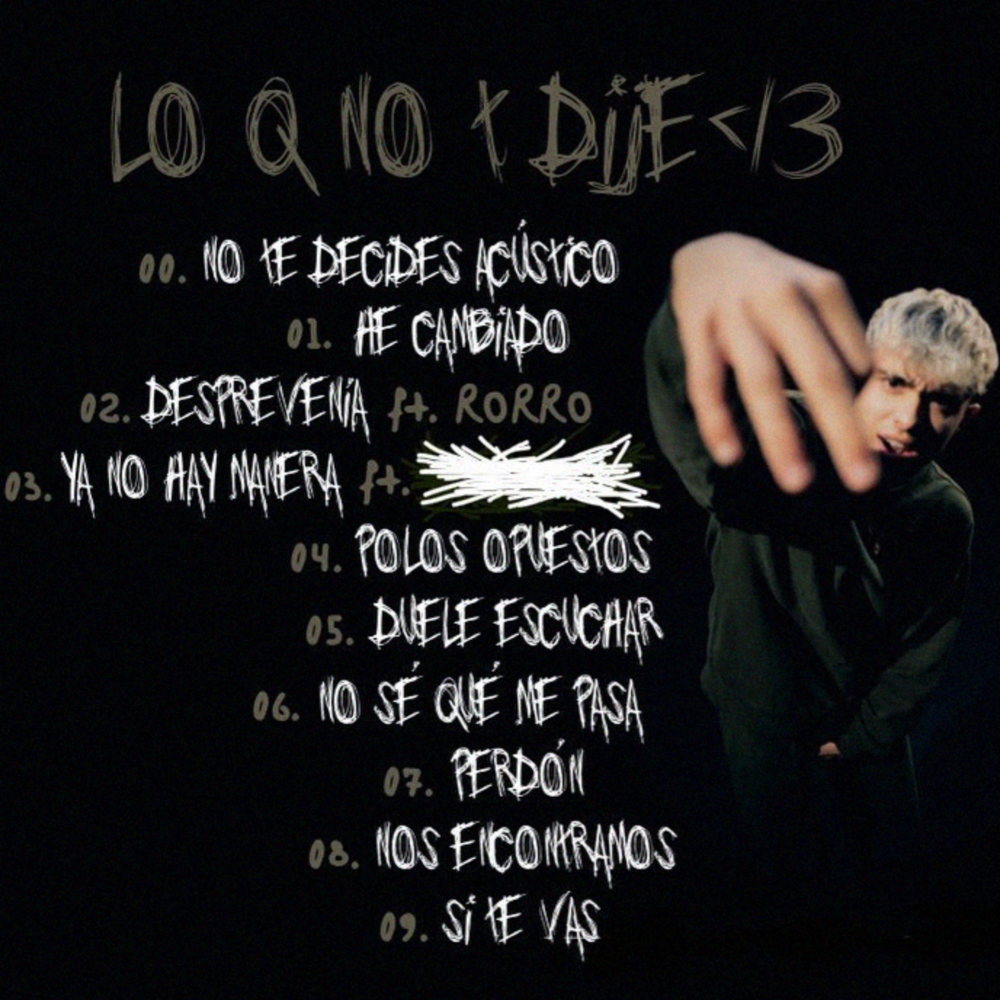 LO Q NO t DijE </3
00. NO tE DECiDES ACÚStiCO
01. HE CAMBiADO
02. DESPREVENiA ft. RORRO
03. YA NO HAY MANERA ft.
04. POLOS OPUEStOS
05. DUELE ESCUCHAR
06. NO SÉ QUÉ ME PASA
07. PERDÓN
08. NOS ENCONtRAMOS
09. Si tE VAS